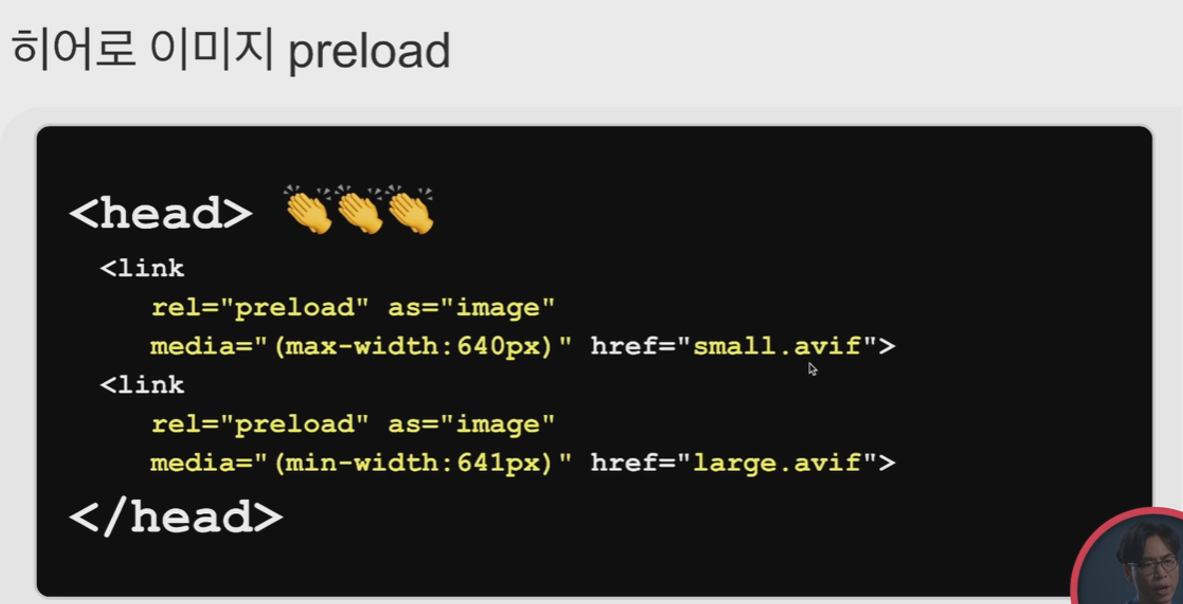 히어로 이미지 preload
<head> 👏👏👏
<link
rel="preload" as="image"
media="(max-width:640px)" href="small.avif">
<link
rel="preload" as="image"
media="(min-width:641px)" href="large.avif">
</head>